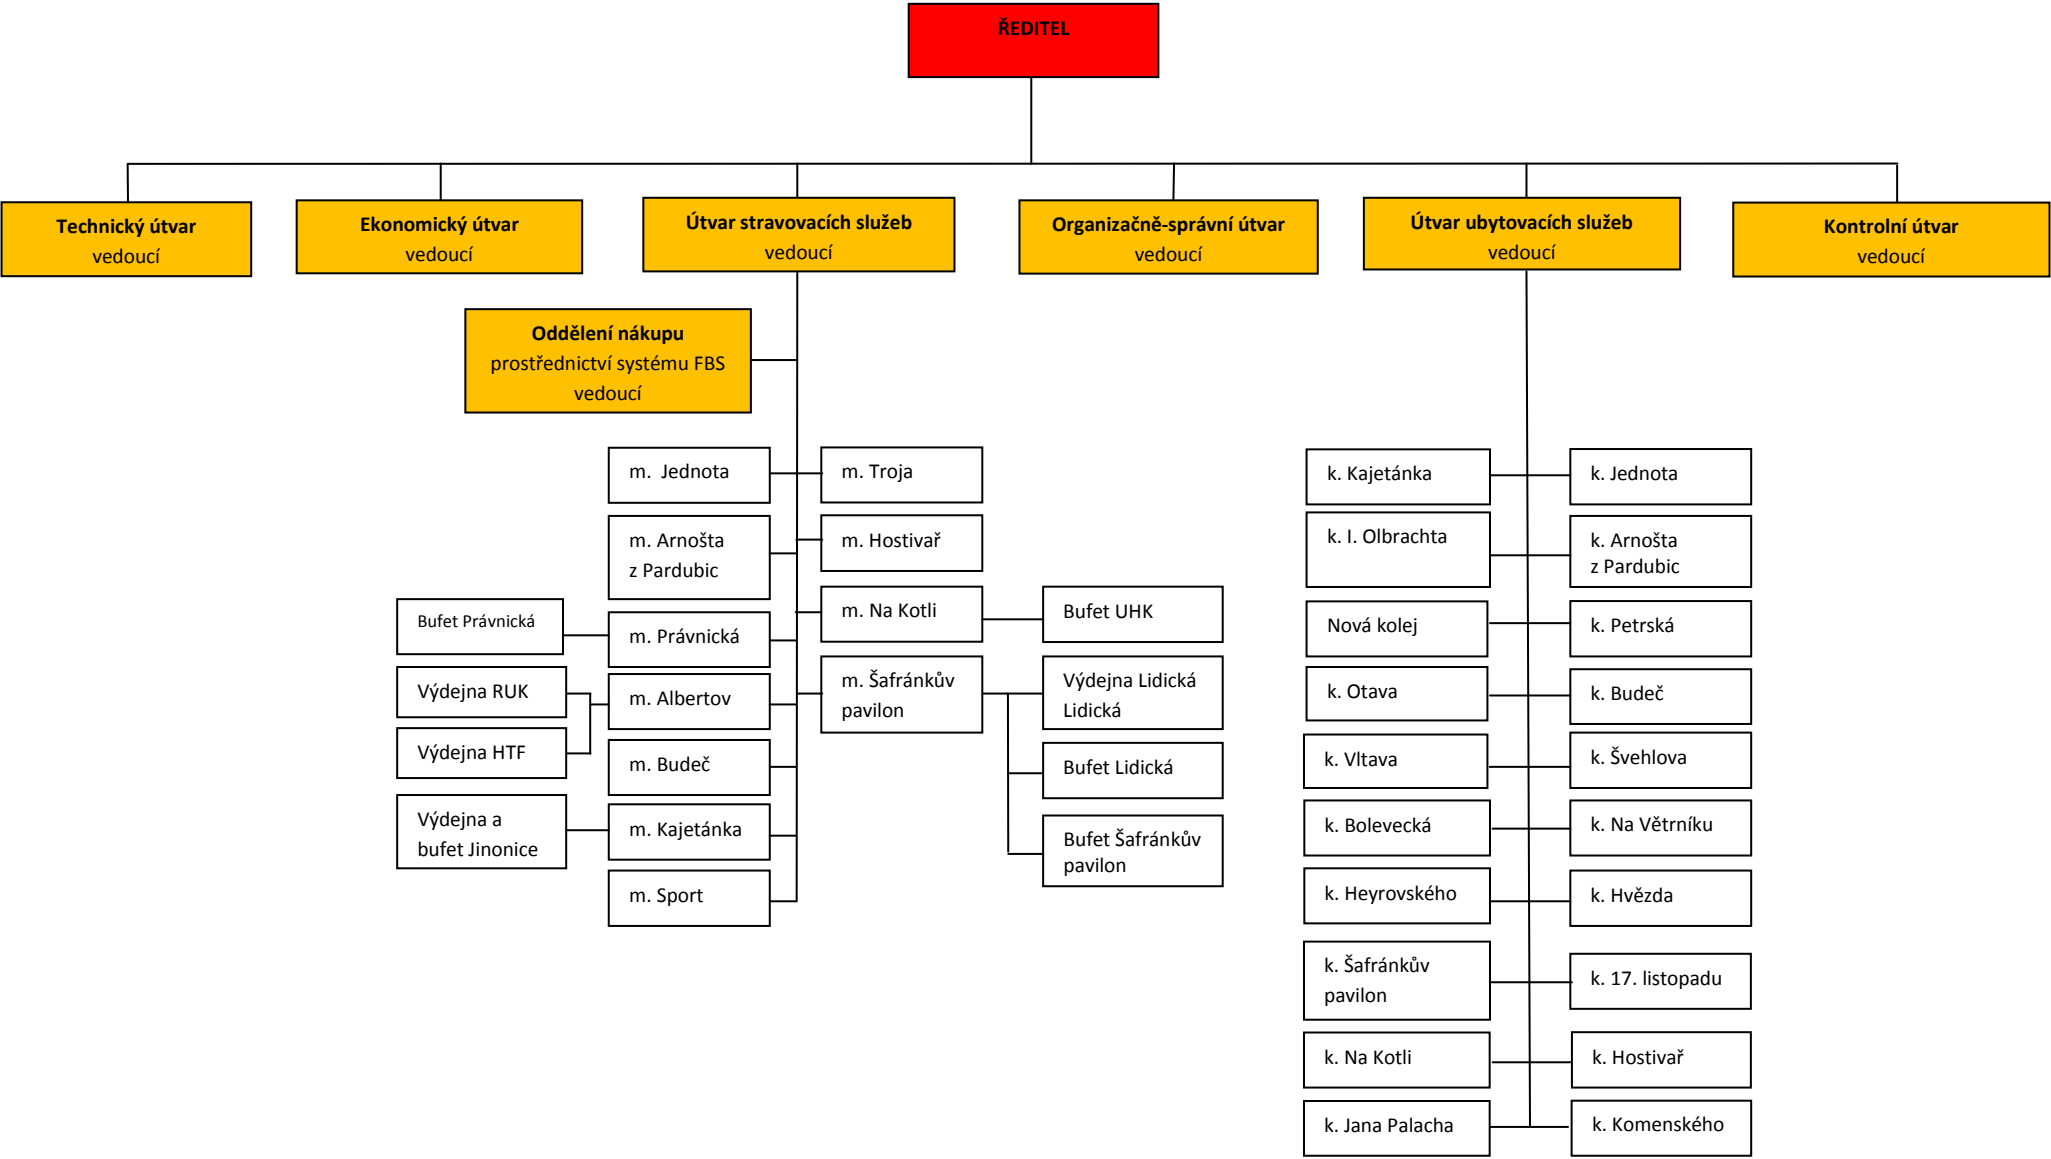 ŘEDITEL
Technický útvar
vedoucí
Ekonomický útvar
vedoucí
Útvar stravovacích služeb
vedoucí
Organizačně-správní útvar
vedoucí
Útvar ubytovacích služeb
vedoucí
Kontrolní útvar
vedoucí
Oddělení nákupu
prostřednictví systému FBS
vedoucí
m.  Jednota
m. Arnošta
z Pardubic
m. Právnická
m. Albertov
m. Budeč
m. Kajetánka
m. Sport
Bufet Právnická
Výdejna RUK
Výdejna HTF
Výdejna a
bufet Jinonice
m. Troja
m. Hostivař
m. Na Kotli
m. Šafránkův
pavilon
Bufet UHK
Výdejna Lidická
Lidická
Bufet Lidická
Bufet Šafránkův
pavilon
k. Kajetánka
k. I. Olbrachta
Nová kolej
k. Otava
k. Vltava
k. Bolevecká
k. Heyrovského
k. Šafránkův
pavilon
k. Na Kotli
k. Jana Palacha
k. Jednota
k. Arnošta
z Pardubic
k. Petrská
k. Budeč
k. Švehlova
k. Na Větrníku
k. Hvězda
k. 17. listopadu
k. Hostivař
k. Komenského